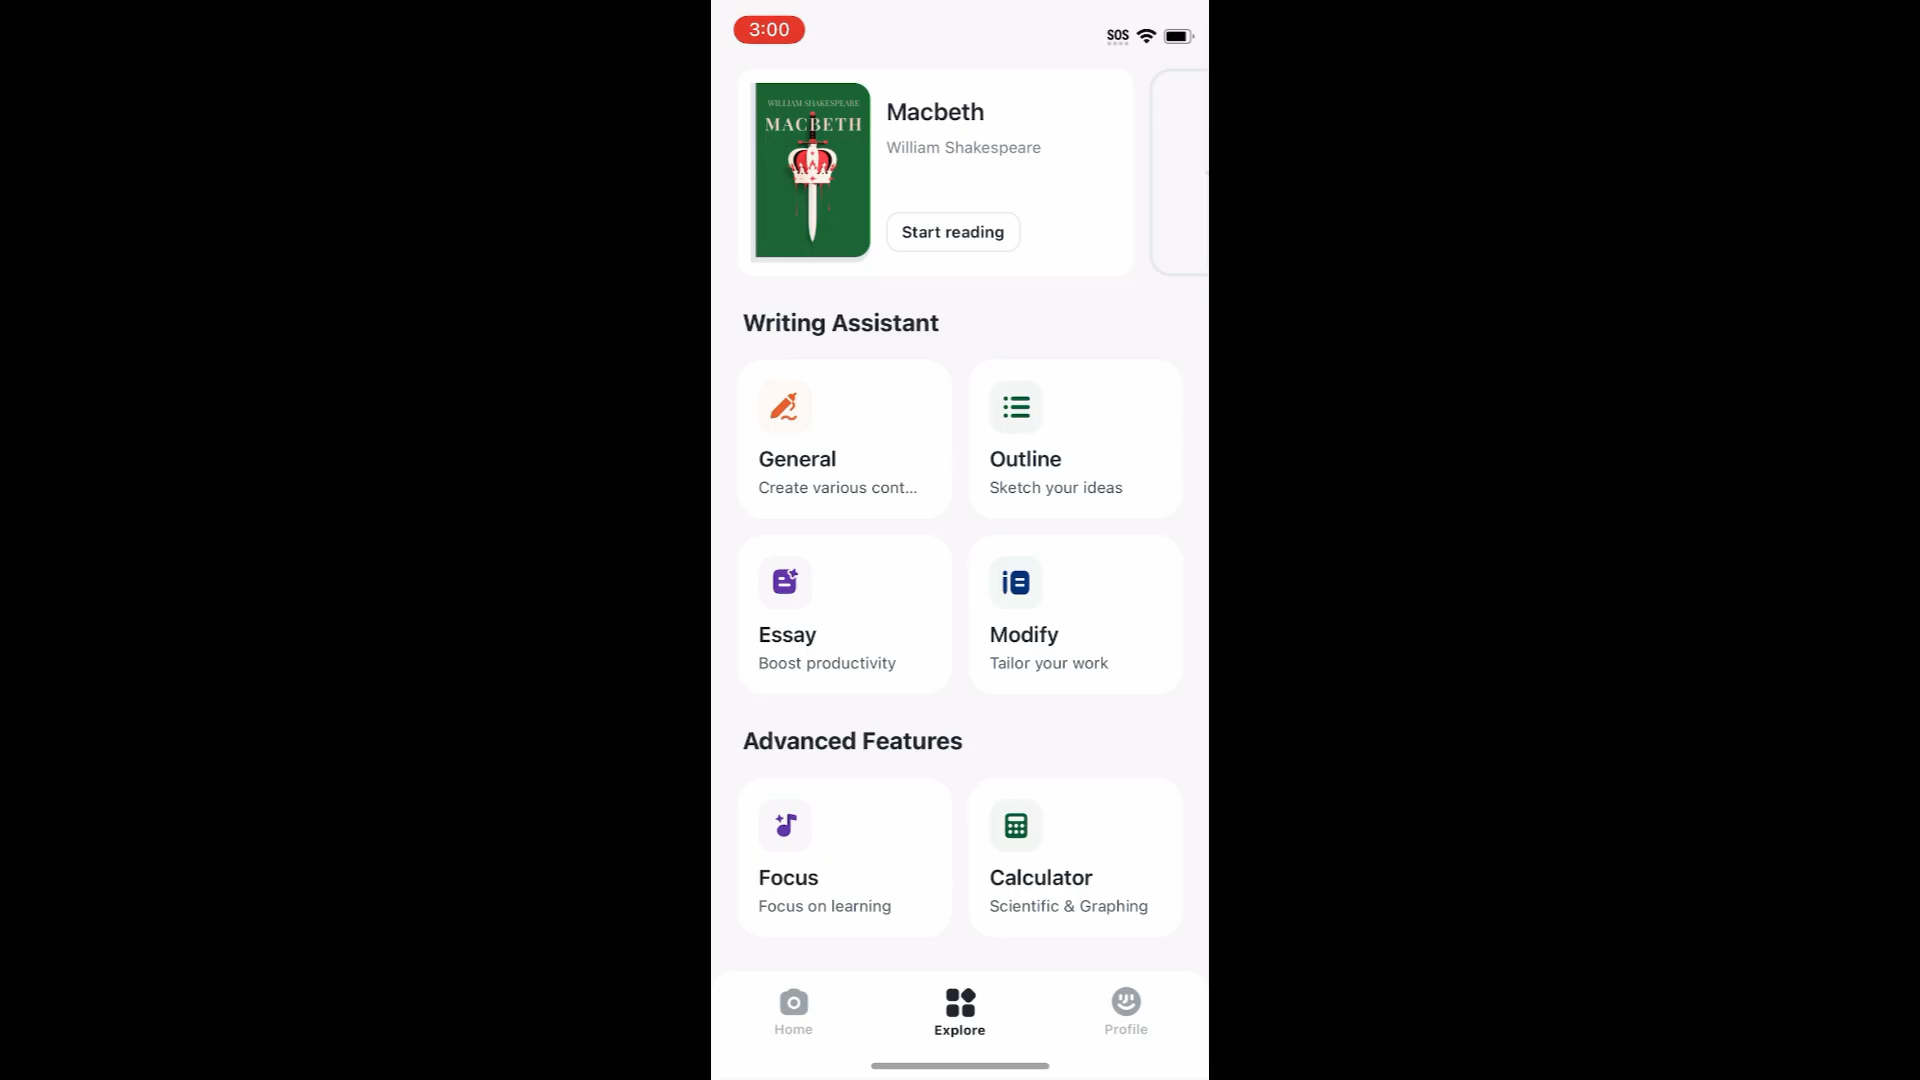 3:00
SOS
WILLIAM SHAKESPEARE
MACBETH
Macbeth
William Shakespeare
Start reading
Writing Assistant
General
Create various cont...
Outline
Sketch your ideas
Essay
Boost productivity
Modify
Tailor your work
Advanced Features
Focus
Focus on learning
Calculator
Scientific & Graphing
Home
Explore
Profile